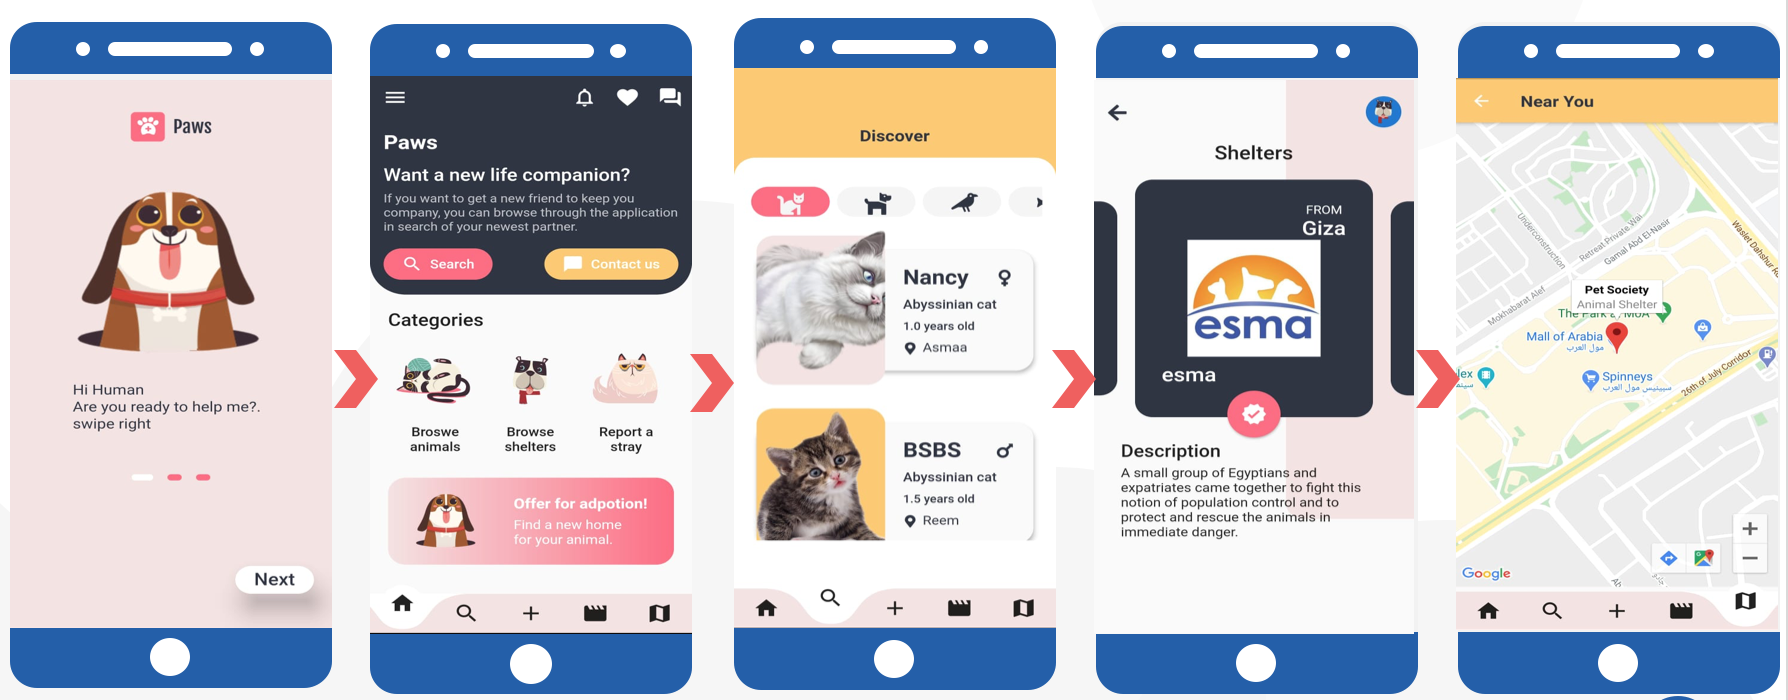 Paws
Hi Human
Are you ready to help me?.
swipe right
Next
Paws
Want a new life companion?
If you want to get a new friend to keep you
company, you can browse through the application
in search of your newest partner.
Search
Contact us
Categories
Broswe
animals
Browse
shelters
Report a
stray
Offer for adpotion!
Find a new home
for your animal.
Discover
Nancy
Abyssinian cat
1.0 years old
Asmaa
BSBS
Abyssinian cat
1.5 years old
Reem
Shelters
FROM
Giza
esma
esma
Description
A small group of Egyptians and
expatriates came together to fight this
notion of population control and to
protect and rescue the animals in
immediate danger.
Near You
Underconstruction
Retreat Private Wai
Gamal Abd El-Nasir
Waslet Dahshur
Mokhabarat Alef
Pet Society
Animal Shelter
The Park
Mall of Arabia
مول العرب
Spinneys
سبينيس مول العرب
26th of July Corridor
Google